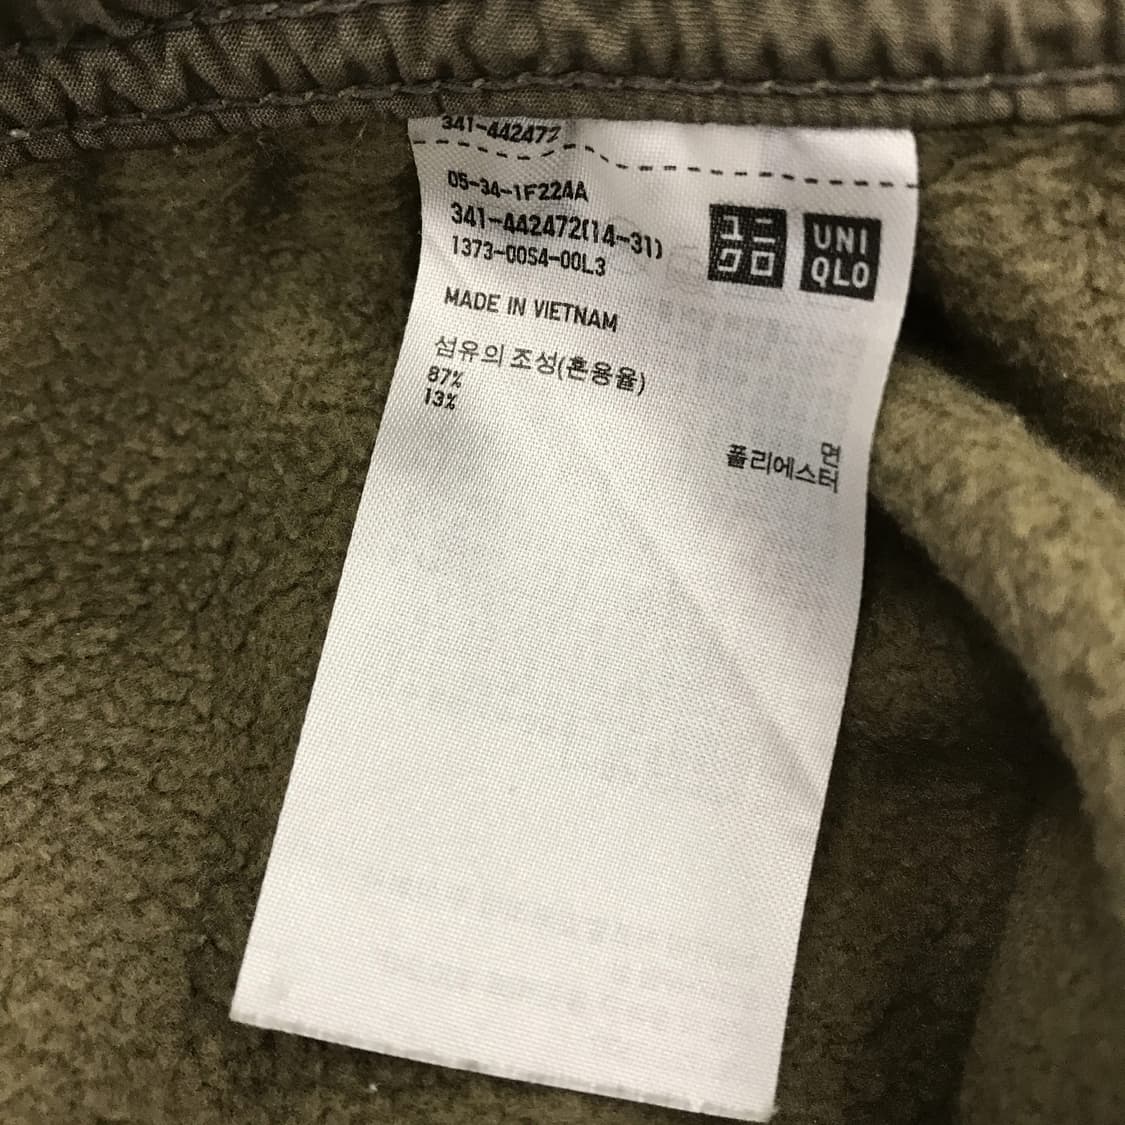 341-442472
05-34-1F224A
341-442472(14-31)
1373-00S4-00L3
ユニ
クロ
UNI
QLO
MADE IN VIETNAM
섬유의 조성(혼용율)
87% 면
13% 폴리에스터